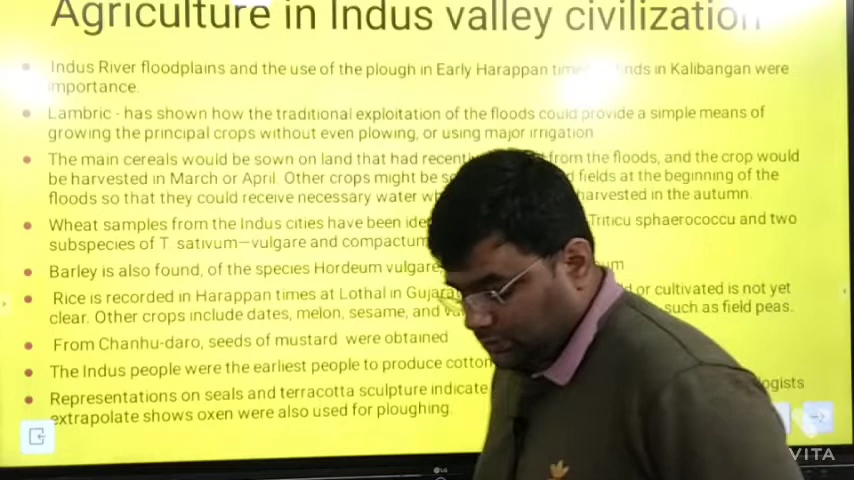 Agriculture in Indus valley civilization
Indus River floodplains and the use of the plough in Early Harappan in Kalibangan were
importance.
Lambric - has shown how the traditional exploitation of the floods could provide a simple means of
growing the principal crops without even plowing, or using major irrigation
The main cereals would be sown on land that had from the floods, and the crop would
be harvested in March or April. Other crops might be fields at the beginning of the
floods so that they could receive necessary water harvested in the autumn.
Wheat samples from the Indus cities have been Triticu sphaerococcu and two
subspecies of T. sativum—vulgare and compactum
Barley is also found, of the species Hordeum vulgare,
Rice is recorded in Harappan times at Lothal in or cultivated is not yet
clear. Other crops include dates, melon, sesame, and such as field peas.
From Chanhu-daro, seeds of mustard were obtained
The Indus people were the earliest people to produce cotton
Representations on seals and terracotta sculpture indicate
extrapolate shows oxen were also used for ploughing.
LG
VITA